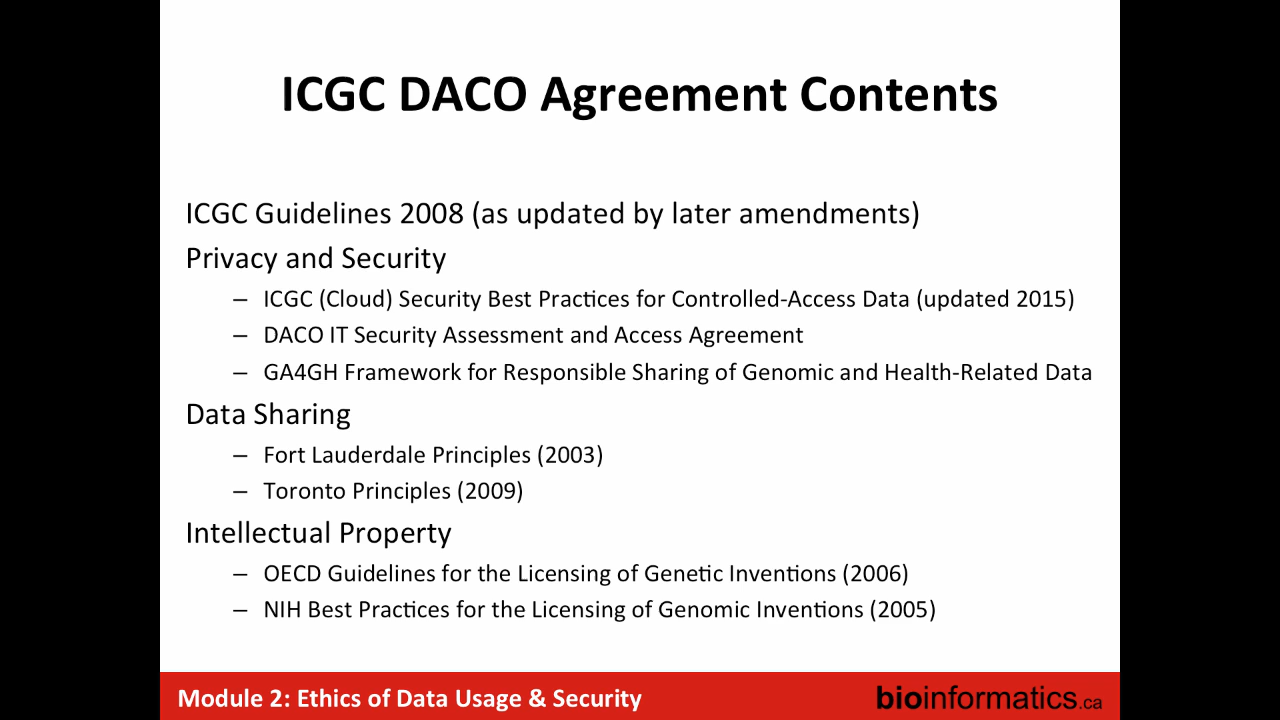 ICGC DACO Agreement Contents
ICGC Guidelines 2008 (as updated by later amendments)
Privacy and Security
– ICGC (Cloud) Security Best Practices for Controlled-Access Data (updated 2015)
– DACO IT Security Assessment and Access Agreement
– GA4GH Framework for Responsible Sharing of Genomic and Health-Related Data
Data Sharing
– Fort Lauderdale Principles (2003)
– Toronto Principles (2009)
Intellectual Property
– OECD Guidelines for the Licensing of Genetic Inventions (2006)
– NIH Best Practices for the Licensing of Genomic Inventions (2005)
Module 2: Ethics of Data Usage & Security
bioinformatics.ca